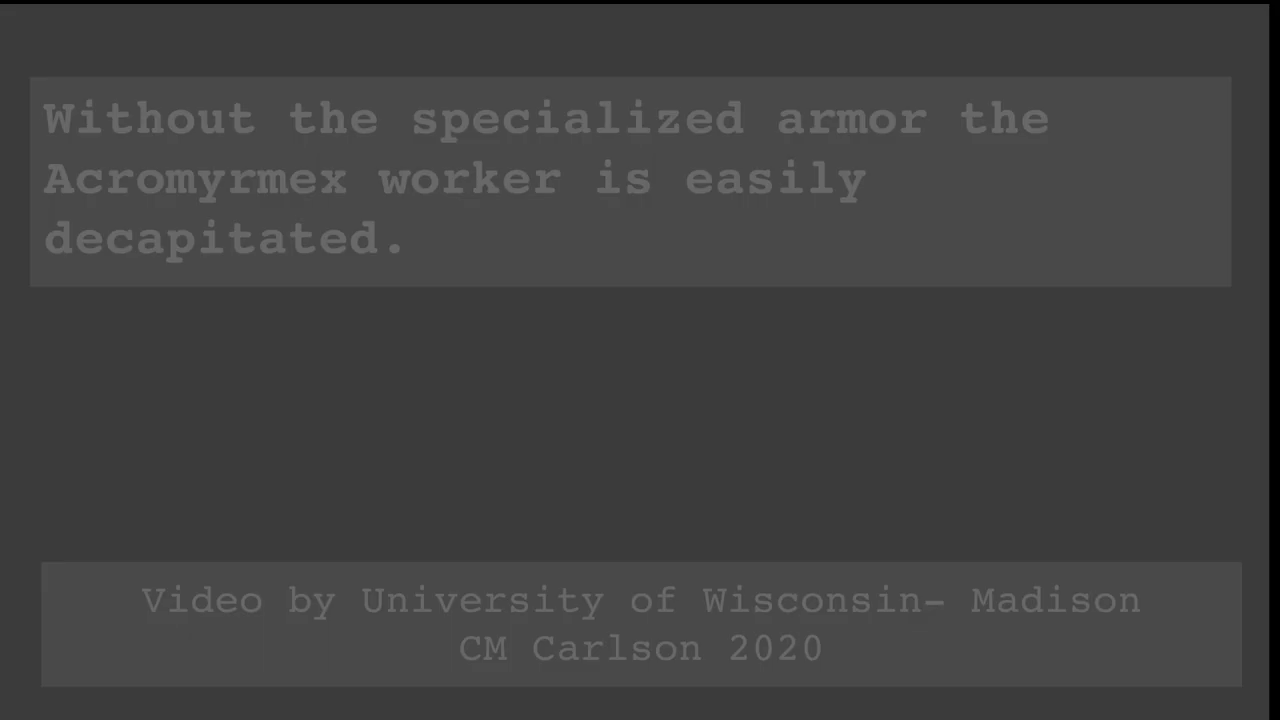 Without the specialized armor the
Acromyrmex worker is easily
decapitated.
Video by University of Wisconsin- Madison
CM Carlson 2020